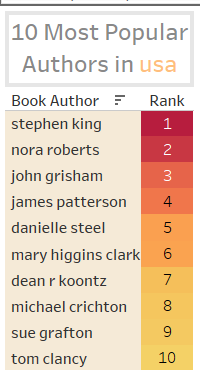 10 Most Popular
Authors in usa
Book Author Rank
stephen king 1
nora roberts 2
john grisham 3
james patterson 4
danielle steel 5
mary higgins clark 6
dean r koontz 7
michael crichton 8
sue grafton 9
tom clancy 10